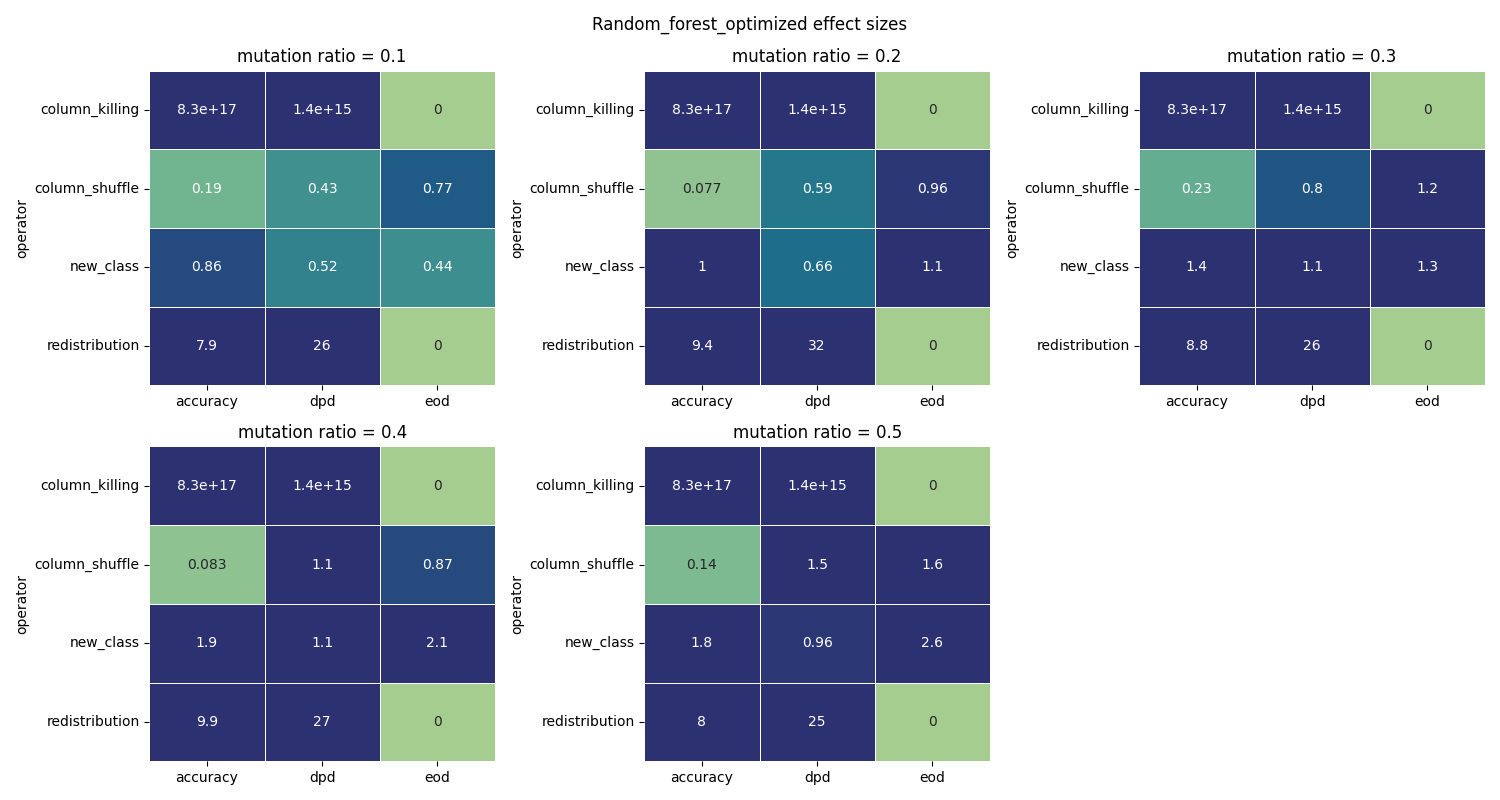 Random_forest_optimized effect sizes
mutation ratio = 0.1
operator
column_killing 8.3e+17 1.4e+15 0
column_shuffle 0.19 0.43 0.77
new_class 0.86 0.52 0.44
redistribution 7.9 26 0
accuracy dpd eod
mutation ratio = 0.2
operator
column_killing 8.3e+17 1.4e+15 0
column_shuffle 0.077 0.59 0.96
new_class 1 0.66 1.1
redistribution 9.4 32 0
accuracy dpd eod
mutation ratio = 0.3
operator
column_killing 8.3e+17 1.4e+15 0
column_shuffle 0.23 0.8 1.2
new_class 1.4 1.1 1.3
redistribution 8.8 26 0
accuracy dpd eod
mutation ratio = 0.4
operator
column_killing 8.3e+17 1.4e+15 0
column_shuffle 0.083 1.1 0.87
new_class 1.9 1.1 2.1
redistribution 9.9 27 0
accuracy dpd eod
mutation ratio = 0.5
operator
column_killing 8.3e+17 1.4e+15 0
column_shuffle 0.14 1.5 1.6
new_class 1.8 0.96 2.6
redistribution 8 25 0
accuracy dpd eod